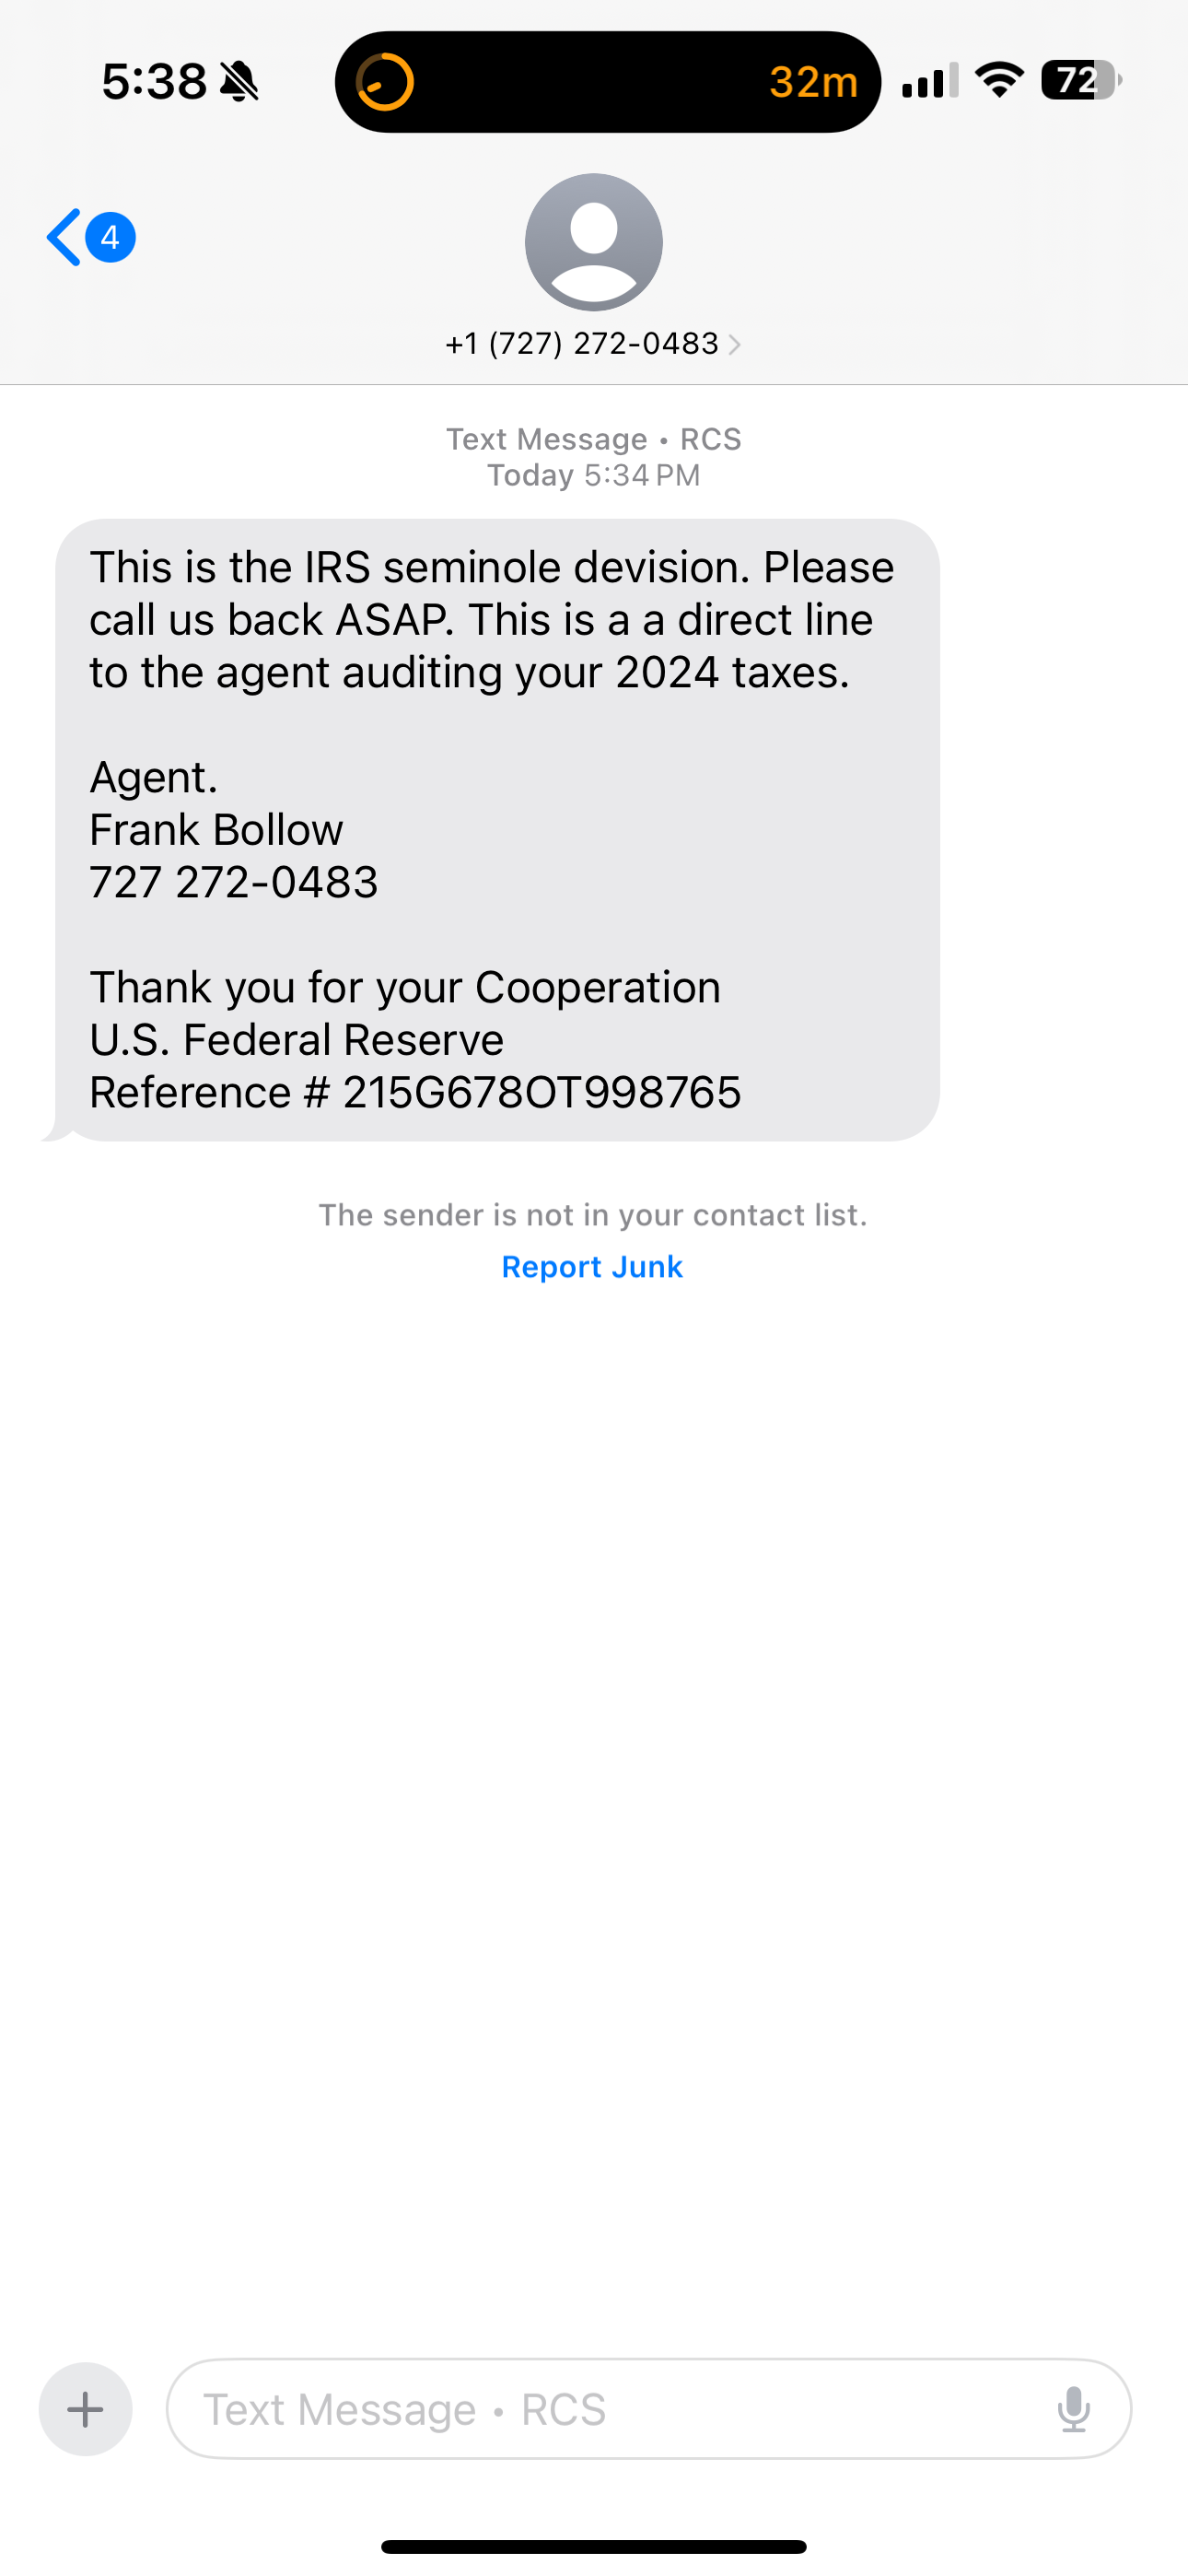 5:38
32m
72
4
+1 (727) 272-0483
Text Message • RCS
Today 5:34 PM
This is the IRS seminole devision. Please
call us back ASAP. This is a a direct line
to the agent auditing your 2024 taxes.
Agent.
Frank Bollow
727 272-0483
Thank you for your Cooperation
U.S. Federal Reserve
Reference # 215G678OT998765
The sender is not in your contact list.
Report Junk
Text Message • RCS